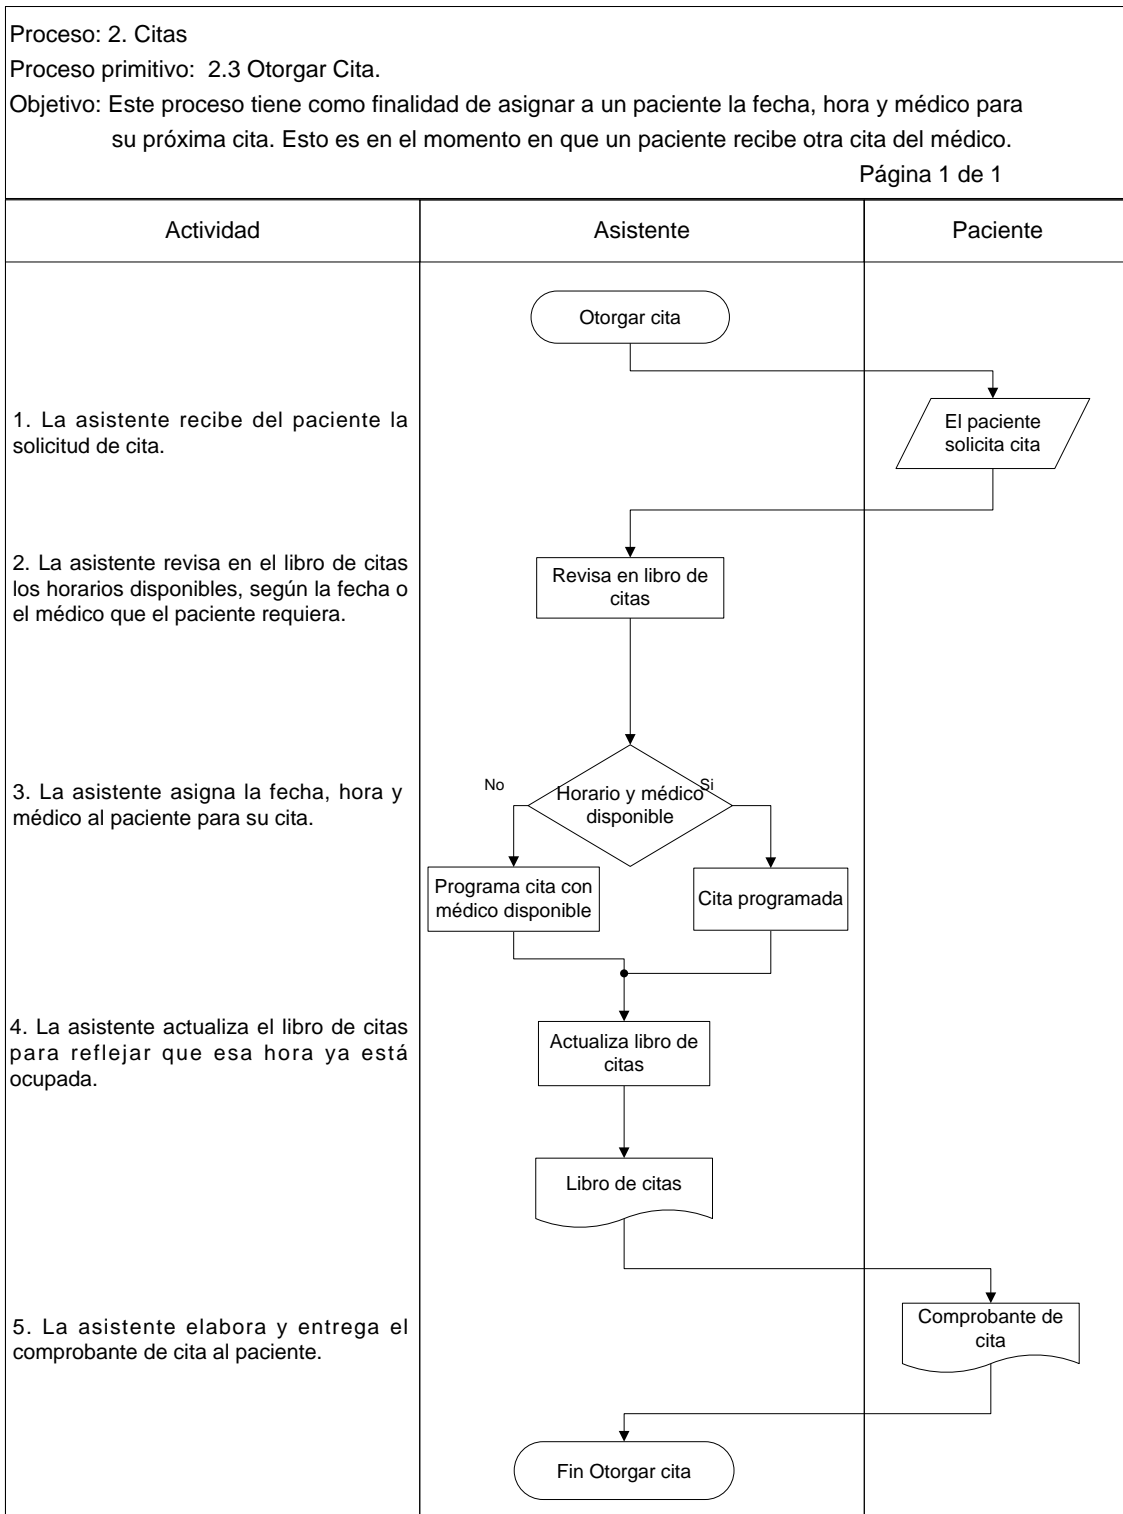 Proceso: 2. Citas
Proceso primitivo:  2.3 Otorgar Cita.
Objetivo: Este proceso tiene como finalidad de asignar a un paciente la fecha, hora y médico para
su próxima cita. Esto es en el momento en que un paciente recibe otra cita del médico.
Página 1 de 1
Actividad
Asistente
Paciente
Otorgar cita
1. La asistente recibe del paciente la
solicitud de cita.
El paciente
solicita cita
2. La asistente revisa en el libro de citas
los horarios disponibles, según la fecha o
el médico que el paciente requiera.
Revisa en libro de
citas
3. La asistente asigna la fecha, hora y
médico al paciente para su cita.
No
Si
Horario y médico
disponible
Programa cita con
médico disponible
Cita programada
4. La asistente actualiza el libro de citas
para reflejar que esa hora ya está
ocupada.
Actualiza libro de
citas
Libro de citas
5. La asistente elabora y entrega el
comprobante de cita al paciente.
Comprobante de
cita
Fin Otorgar cita